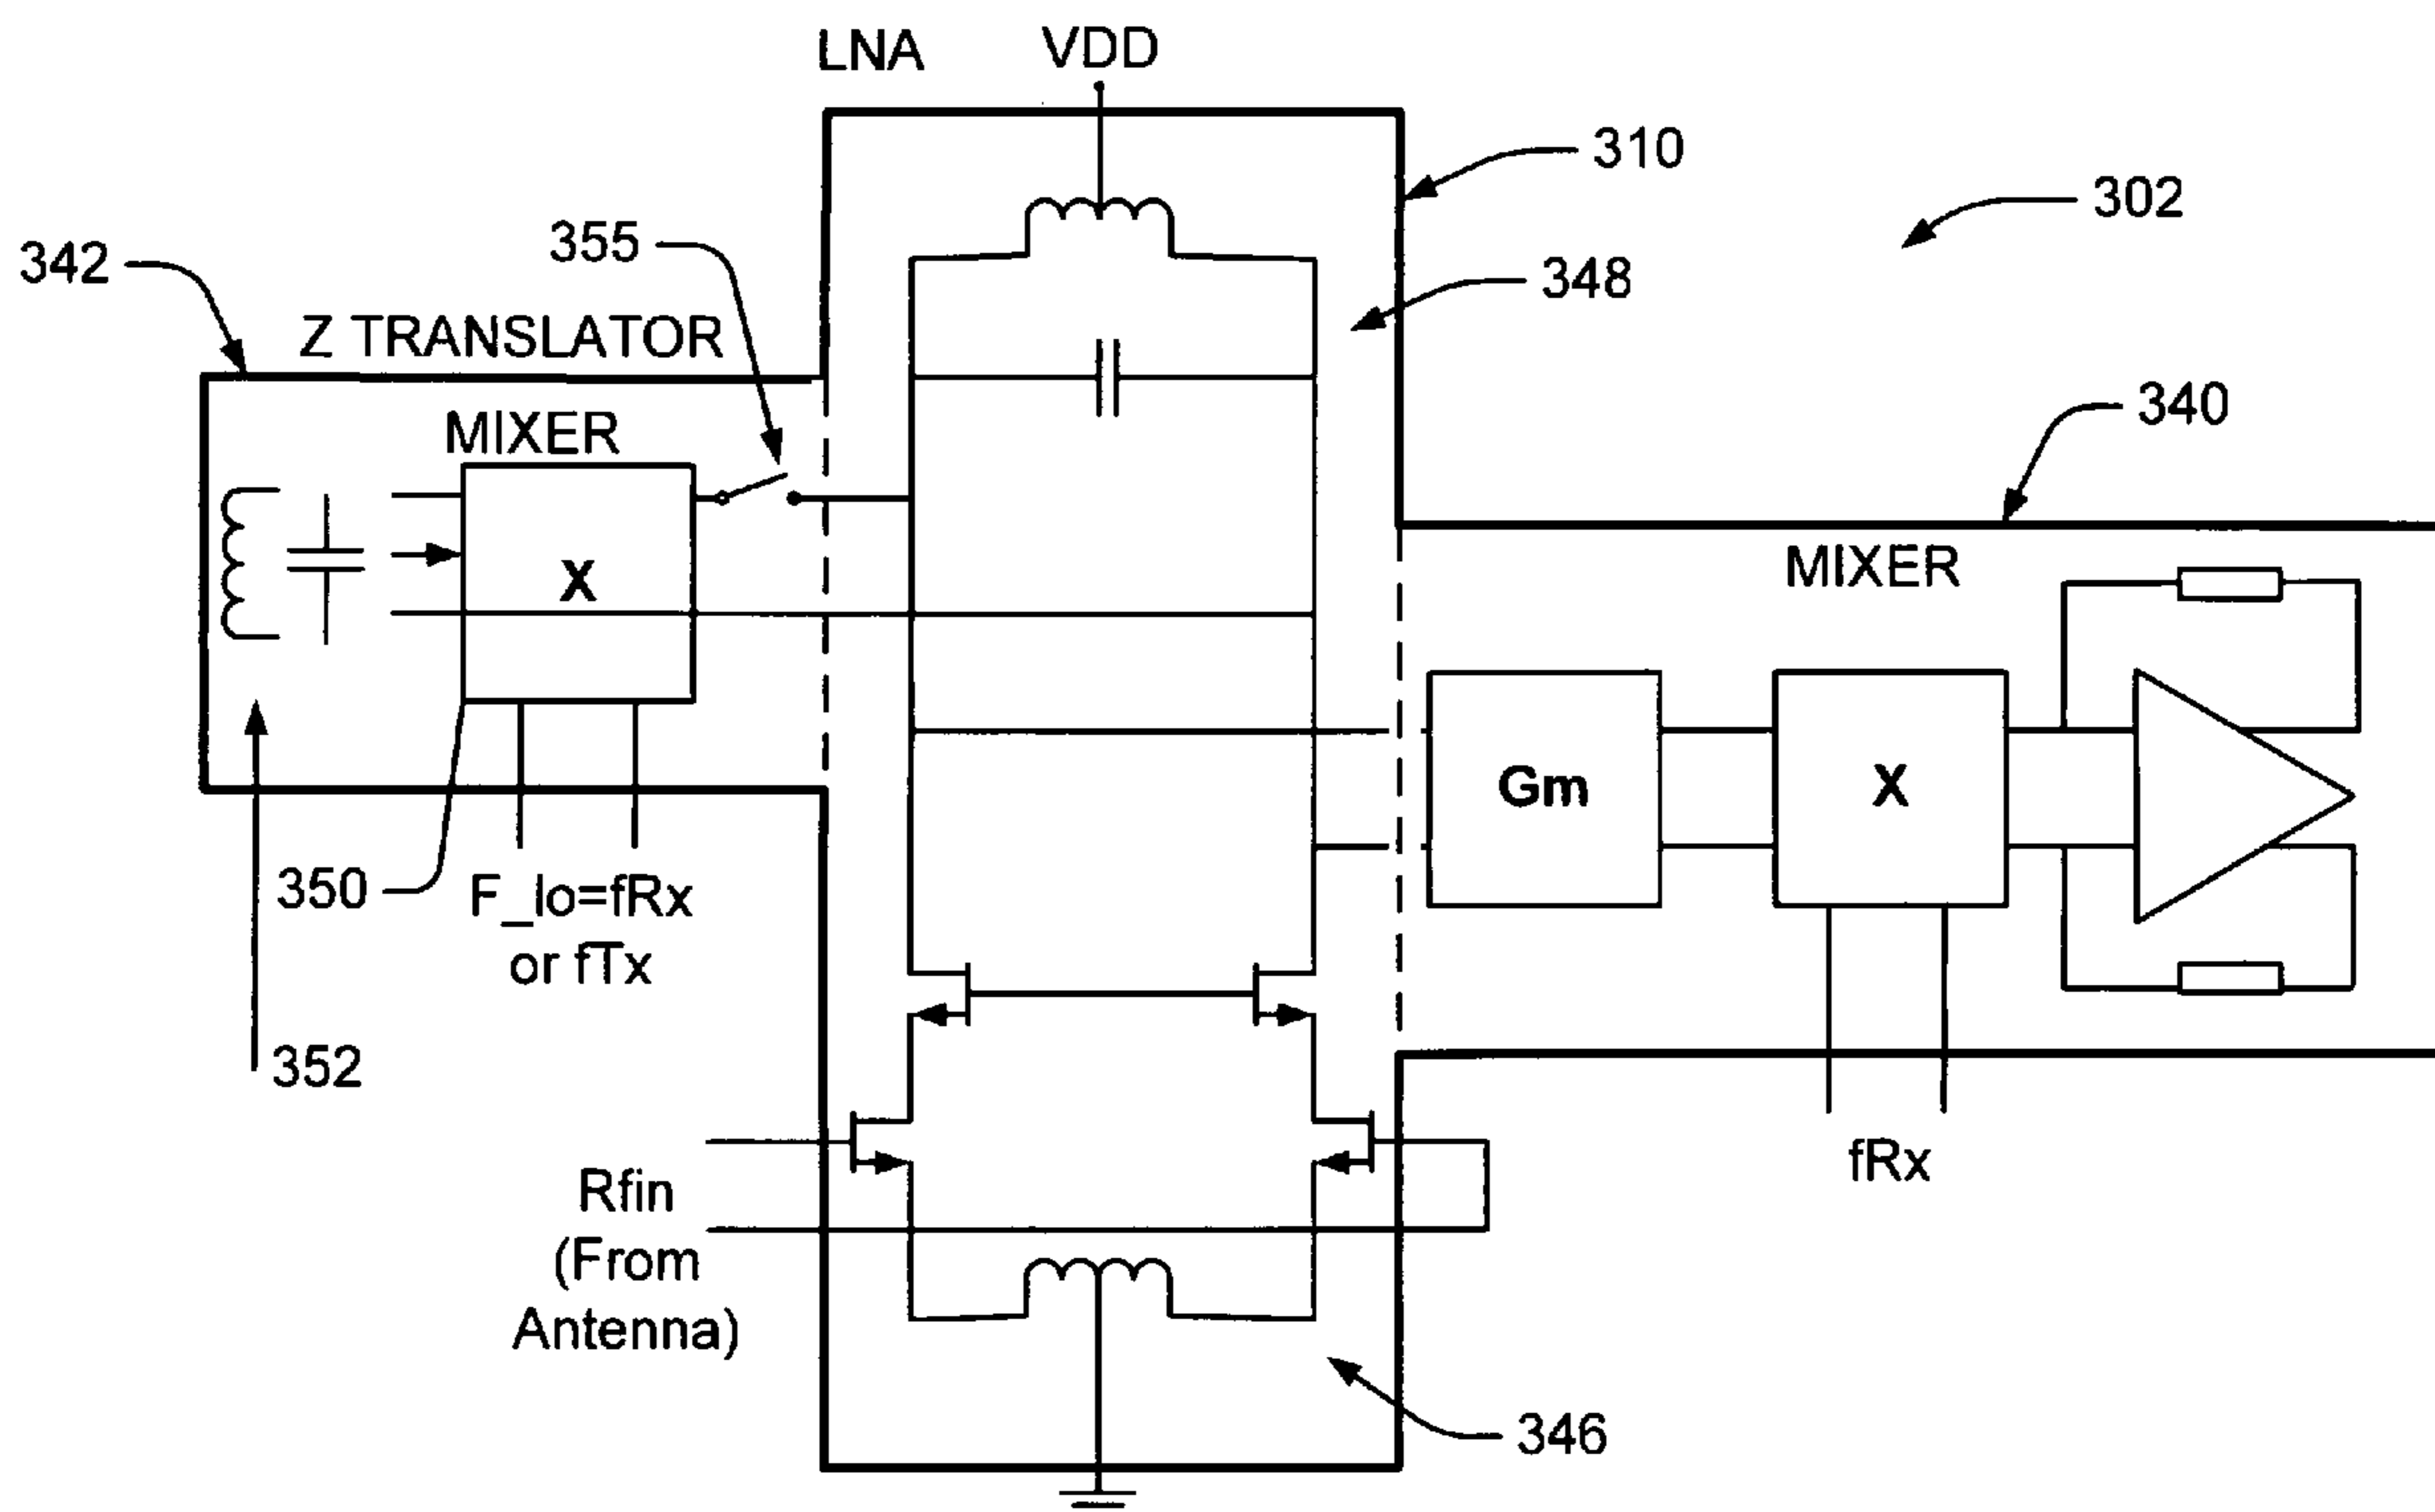 LNA
VDD
310
302
355
342
348
Z TRANSLATOR
340
MIXER
MIXER
X
Gm
X
350
F_lo=fRx
or fTx
352
Rfin
(From
Antenna)
fRx
346